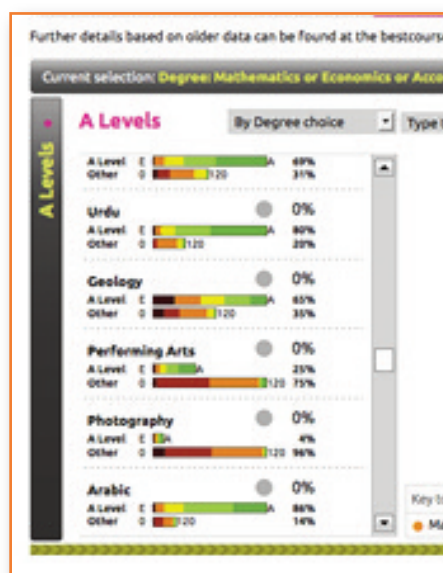 Further details based on older data can be found at the bestcours
Current selection: Degree: Mathematics or Economics or Acco
A Levels
A Levels By Degree choice Type
A Level E A 69%
Other 0 120 31%
Urdu 0%
A Level E A 80%
Other 0 120 20%
Geology 0%
A Level E A 65%
Other 0 120 35%
Performing Arts 0%
A Level E A 25%
Other 0 120 75%
Photography 0%
A Level E A 4%
Other 0 120 96%
Arabic 0%
A Level E A 86%
Other 0 120 14%
Key to